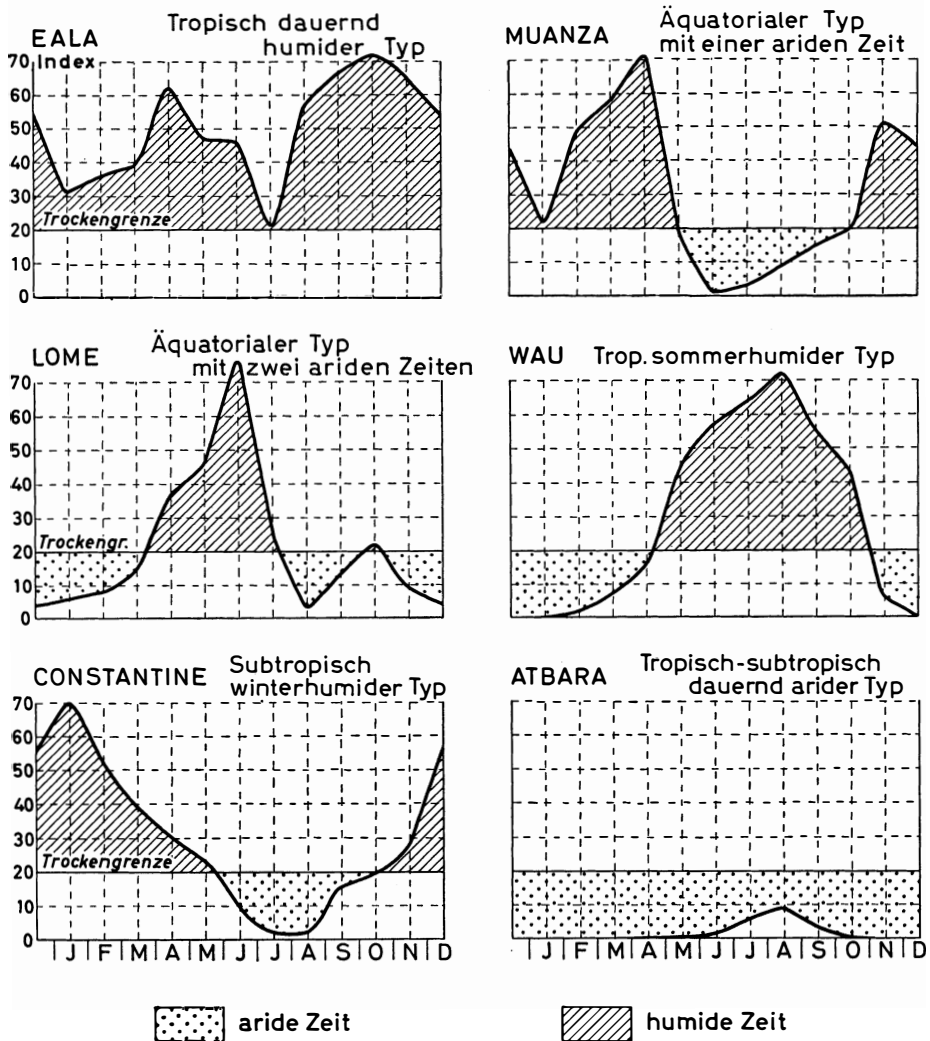 EALA
Tropisch dauernd
humider Typ
Index
70
60
50
40
30
Trockengrenze
20
10
0
MUANZA
Äquatorialer Typ
mit einer ariden Zeit
LOME
Äquatorialer Typ
mit zwei ariden Zeiten
70
60
50
40
30
Trockengr.
20
10
0
WAU
Trop. sommerhumider Typ
CONSTANTINE
Subtropisch
winterhumider Typ
70
60
50
40
30
Trockengrenze
20
10
0
J F M A M J J A S O N D
ATBARA
Tropisch-subtropisch
dauernd arider Typ
J F M A M J J A S O N D
aride Zeit
humide Zeit